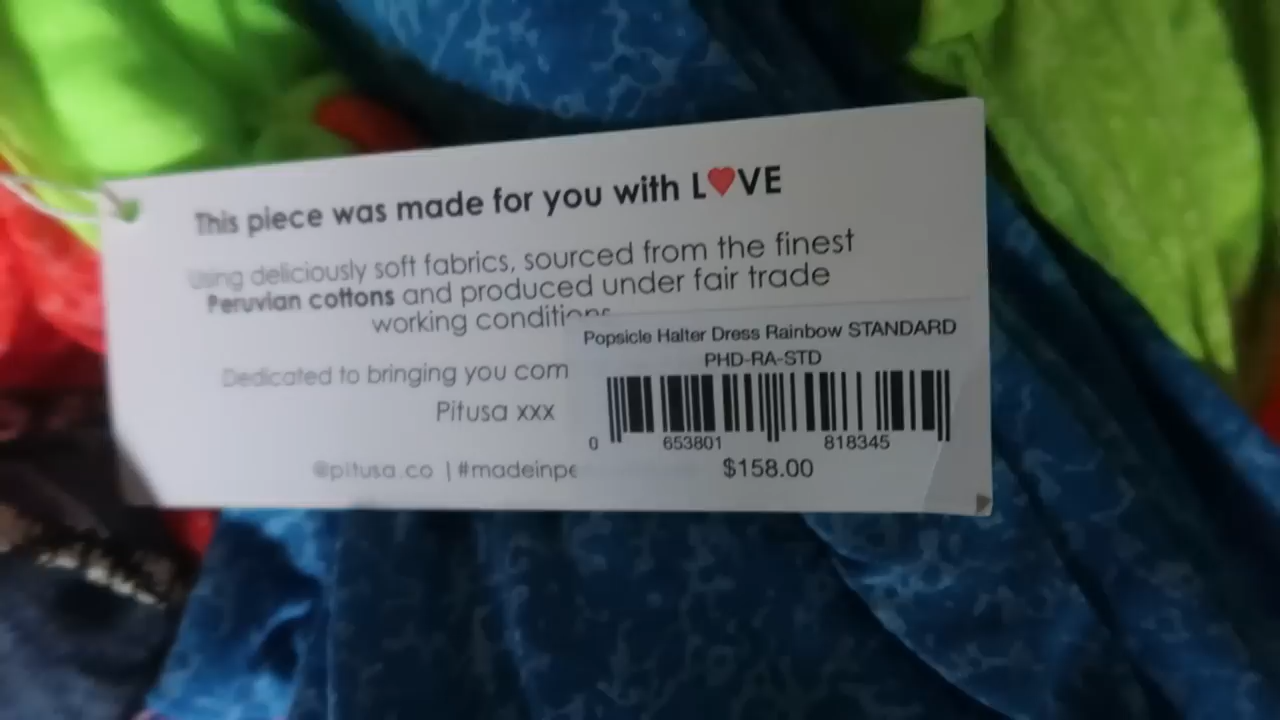 This piece was made for you with L♥VE
Using deliciously soft fabrics, sourced from the finest
Peruvian cottons and produced under fair trade
working conditions
Popsicle Halter Dress Rainbow STANDARD
PHD-RA-STD
Dedicated to bringing you com
Pitusa xxx
0 653801 818345
@pitusa.co | #madeinpe
$158.00